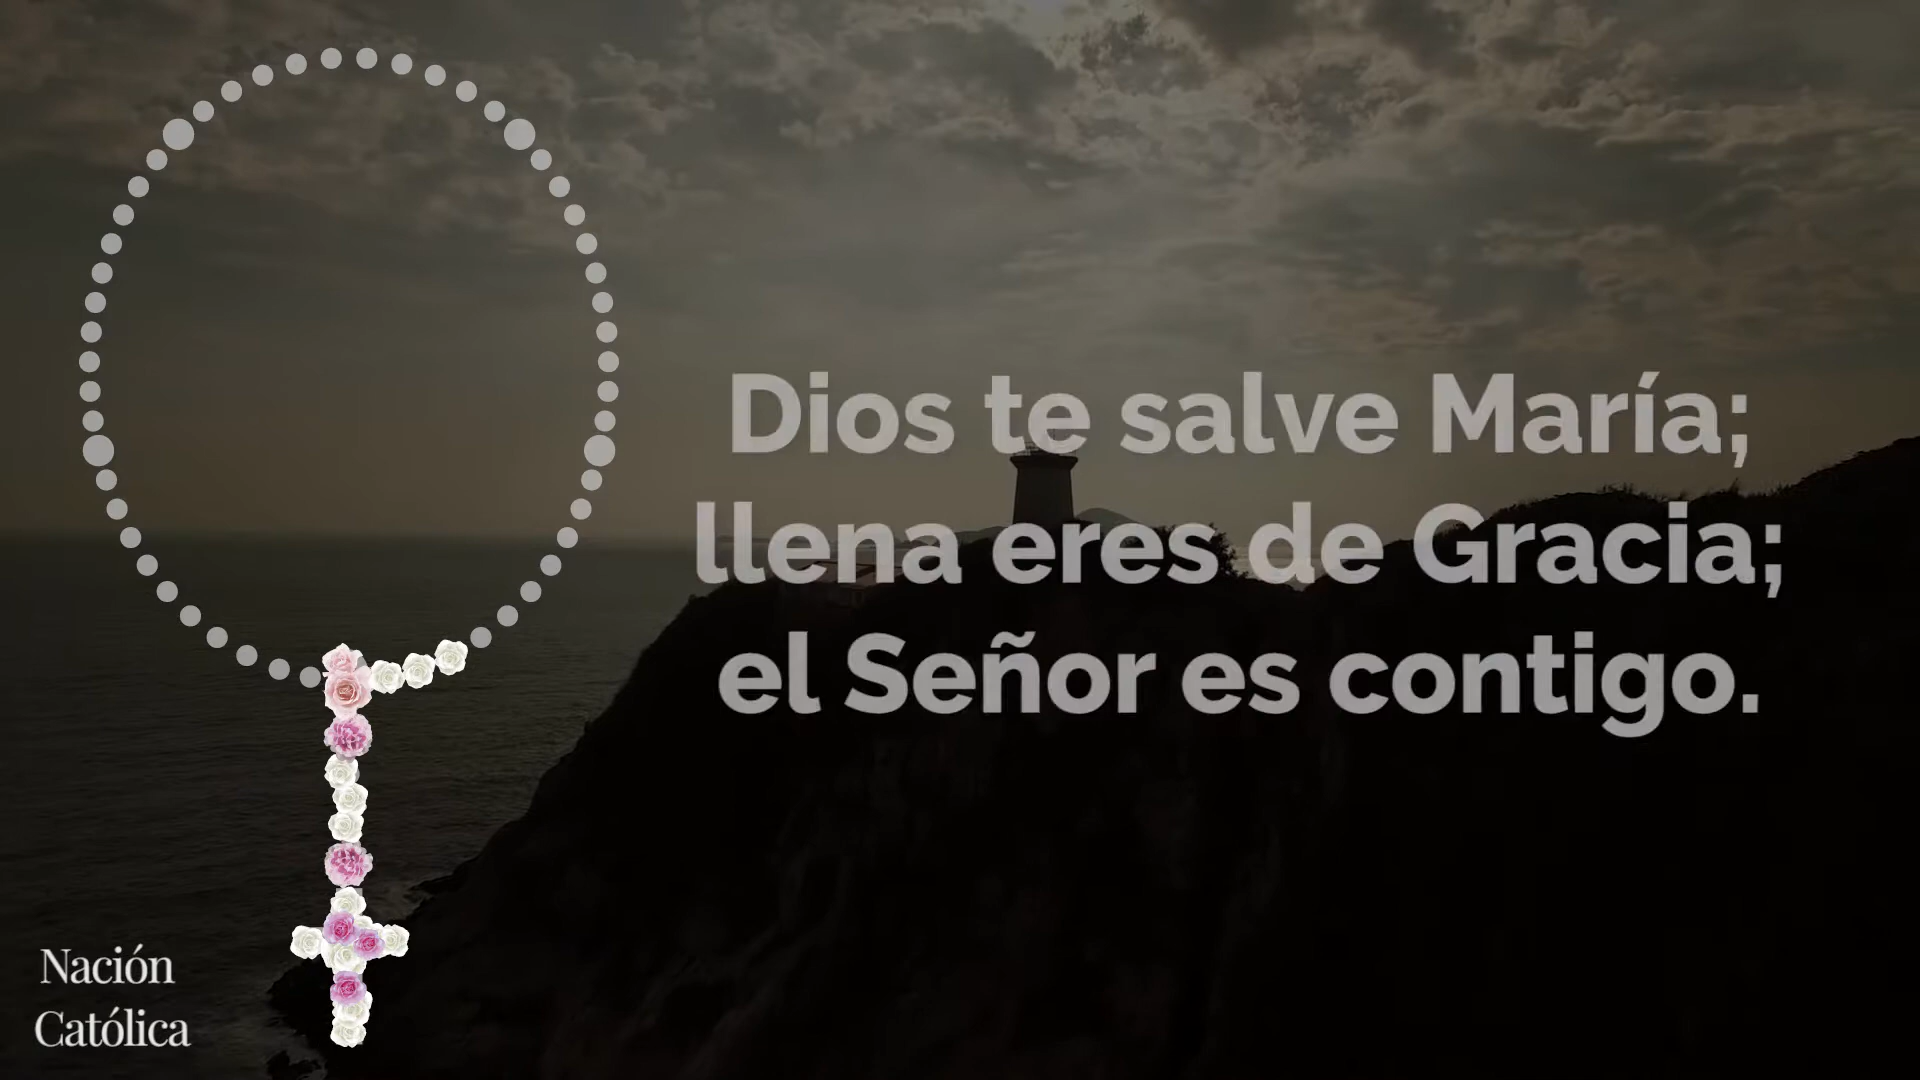 Dios te salve María;
llena eres de Gracia;
el Señor es contigo.
Nación
Católica